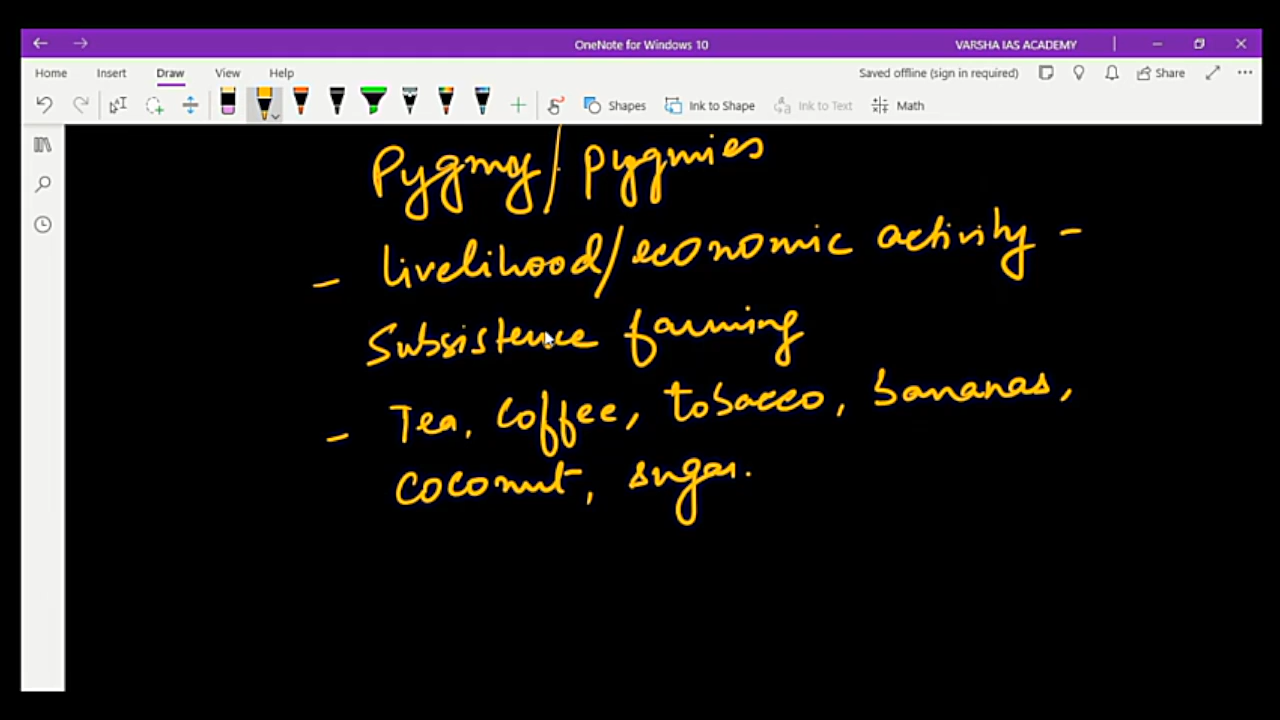 OneNote for Windows 10
VARSHA IAS ACADEMY
Home Insert Draw View Help
Saved offline (sign in required)
Share
Shapes
Ink to Shape
Ink to Text
Math
Pygmy/pygmies
- livelihood/economic activity -
Subsistence farming
- Tea, coffee, tobacco, bananas,
coconut, sugar.